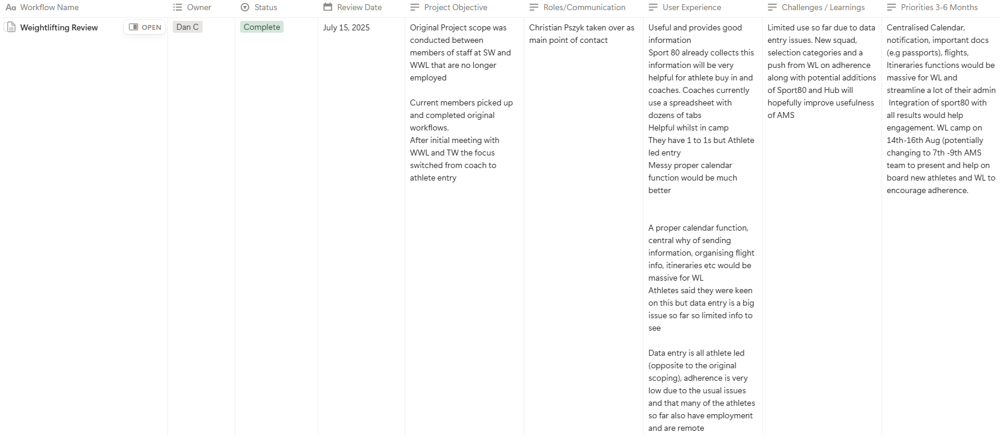 Aa Workflow Name
Owner
Status
Review Date
Project Objective
Roles/Communication
User Experience
Challenges / Learnings
Priorities 3-6 Months
Weightlifting Review
OPEN
Dan C
Complete
July 15, 2025
Original Project scope was
conducted between
members of staff at SW and
WWL that are no longer
employed
Current members picked up
and completed original
workflows.
After initial meeting with
WWL and TW the focus
switched from coach to
athlete entry
Christian Pszyk taken over as
main point of contact
Useful and provides good
information
Sport 80 already collects this
information will be very
helpful for athlete buy in and
coaches. Coaches currently
use a spreadsheet with
dozens of tabs
Helpful whilst in camp
They have 1 to 1s but Athlete
led entry
Messy proper calendar
function would be much
better
A proper calendar function,
central why of sending
information, organising flight
info, itineraries etc would be
massive for WL
Athletes said they were keen
on this but data entry is a big
issue so far so limited info to
see
Data entry is all athlete led
(opposite to the original
scoping), adherence is very
low due to the usual issues
and that many of the athletes
so far also have employment
and are remote
Limited use so far due to data
entry issues. New squad,
selection categories and a
push from WL on adherence
along with potential additions
of Sport80 and Hub will
hopefully improve usefulness
of AMS
Centralised Calendar,
notification, important docs
(e.g passports), flights,
Itineraries functions would be
massive for WL and
streamline a lot of their admin
Integration of sport80 with
all results would help
engagement. WL camp on
14th-16th Aug (potentially
changing to 7th -9th AMS
team to present and help on
board new athletes and WL to
encourage adherence.